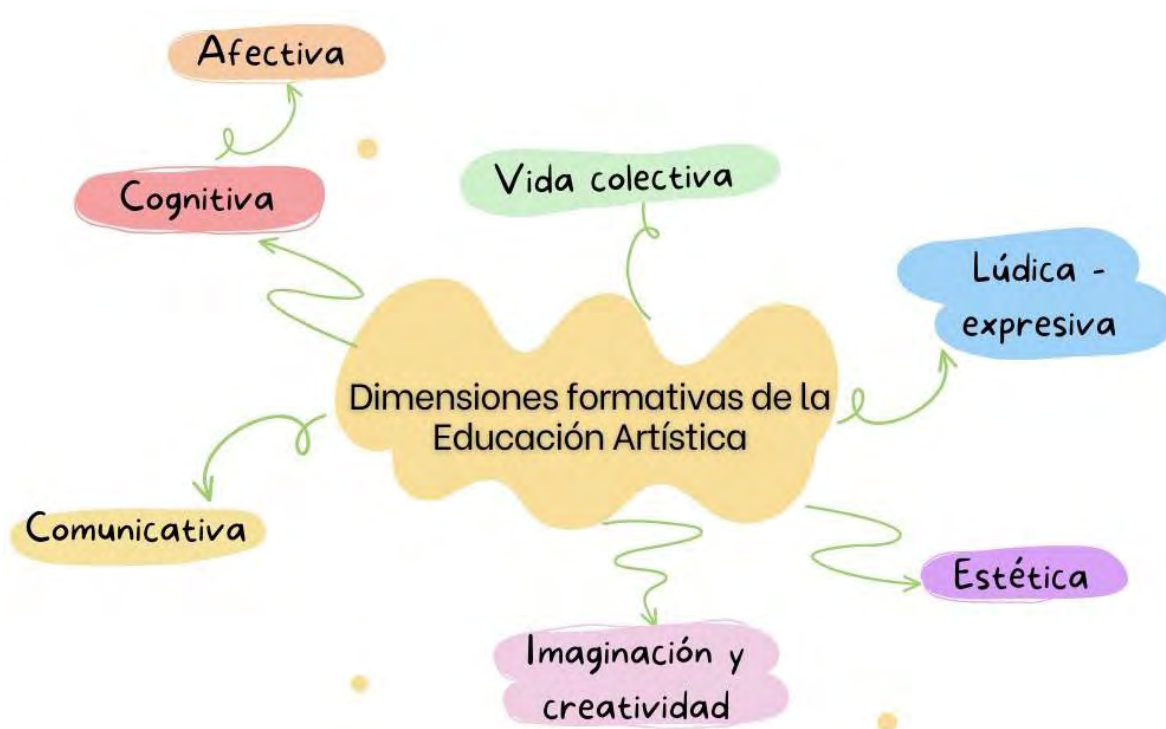 Afectiva
Cognitiva
Vida colectiva
Lúdica -
expresiva
Dimensiones formativas de la
Educación Artística
Comunicativa
Estética
Imaginación y
creatividad